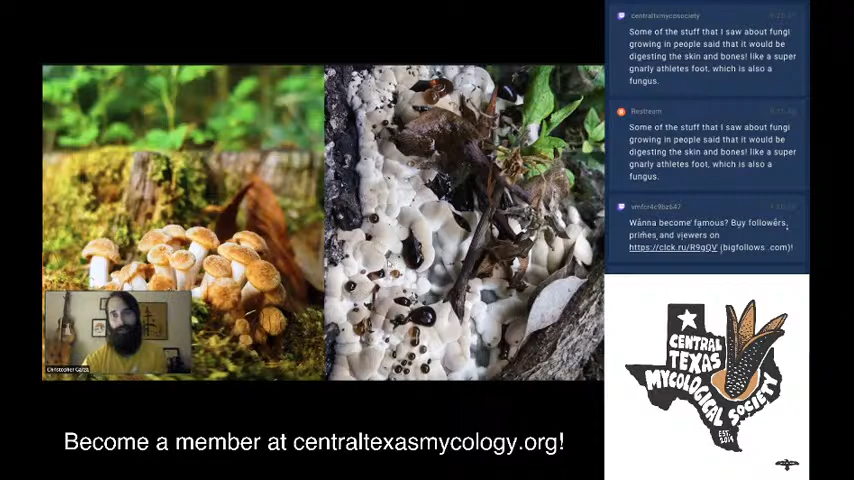 centraltxmycosociety
Some of the stuff that I saw about fungi
growing in people said that it would be
digesting the skin and bones! like a super
gnarly athletes foot, which is also a
fungus.
Restream
Some of the stuff that I saw about fungi
growing in people said that it would be
digesting the skin and bones! like a super
gnarly athletes foot, which is also a
fungus.
Wanna become famous? Buy followers,
primes and viewers on
https://clck.ru/R9gQV (bigfollows .com)!
Christopher
CENTRAL
TEXAS
MYCOLOGICAL SOCIETY
EST.
Become a member at centraltexasmycology.org!